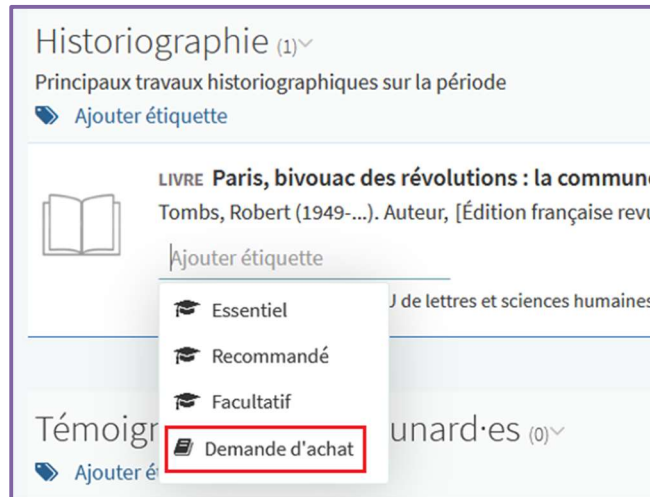 Historiographie (1)
Principaux travaux historiographiques sur la période
Ajouter étiquette
LIVRE Paris, bivouac des révolutions : la commune
Tombs, Robert (1949-...). Auteur, [Édition française revu
Ajouter étiquette
Essentiel
de lettres et sciences humaines
Recommandé
Facultatif
Témoign unard·es (0)
Demande d'achat
Ajouter ét